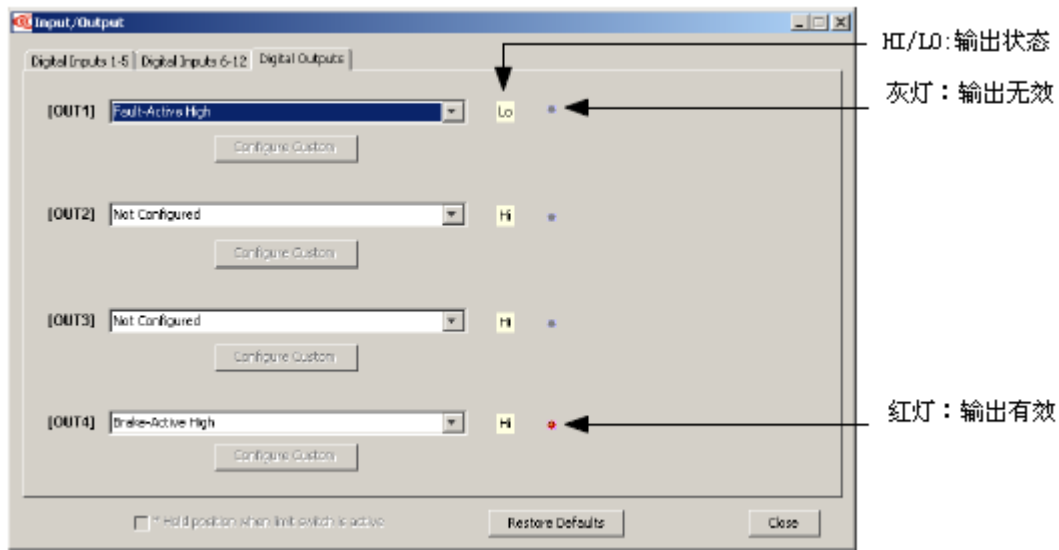 Input/Output
HI/LO:输出状态
Digital Inputs 1-5 Digital Inputs 6-12 Digital Outputs
灰灯：输出无效
[OUT1] Fault-Active High Lo
Configure Custom
[OUT2] Not Configured Hi
Configure Custom
[OUT3] Not Configured Hi
Configure Custom
红灯：输出有效
[OUT4] Brake-Active High Hi
Configure Custom
* Hold position when limit switch is active Restore Defaults Close